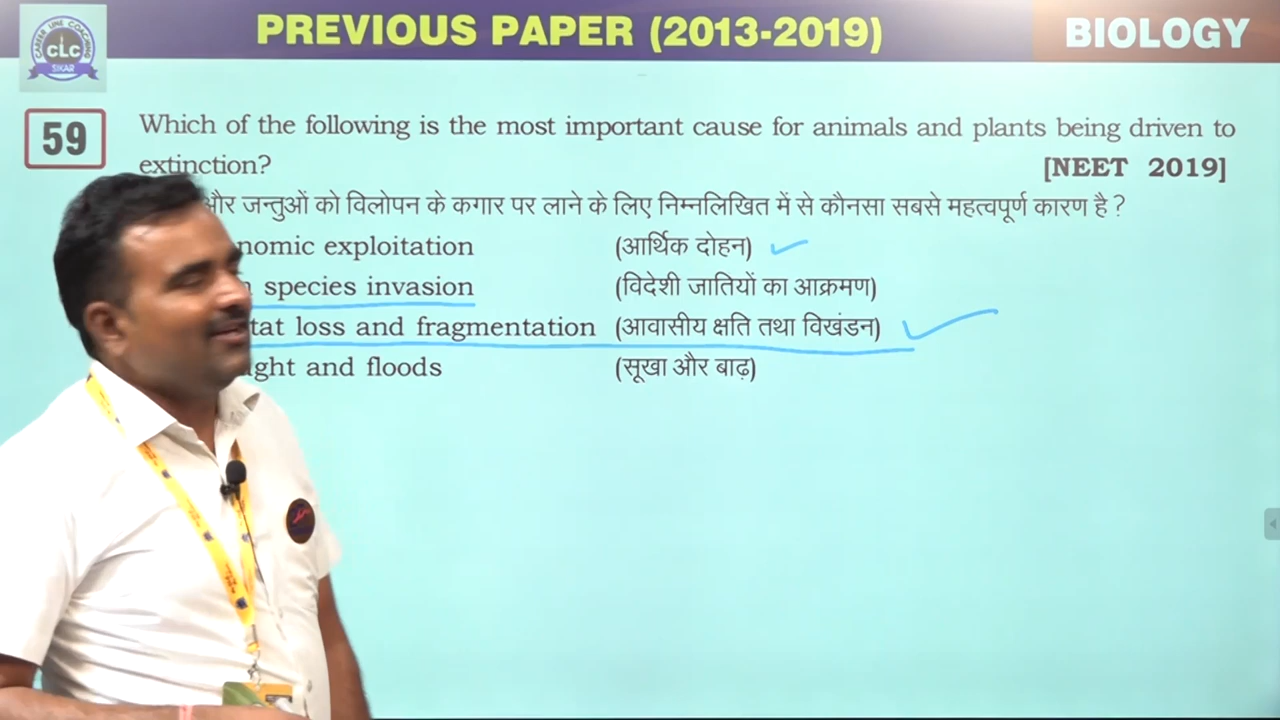 PREVIOUS PAPER (2013-2019)
BIOLOGY
CAREER LINE COACHING
CLC
SIKAR
59
Which of the following is the most important cause for animals and plants being driven to
extinction? [NEET 2019]
और जन्तुओं को विलोपन के कगार पर लाने के लिए निम्नलिखित में से कौनसा सबसे महत्वपूर्ण कारण है ?
nomic exploitation (आर्थिक दोहन)
species invasion (विदेशी जातियों का आक्रमण)
tat loss and fragmentation (आवासीय क्षति तथा विखंडन)
ght and floods (सूखा और बाढ़)